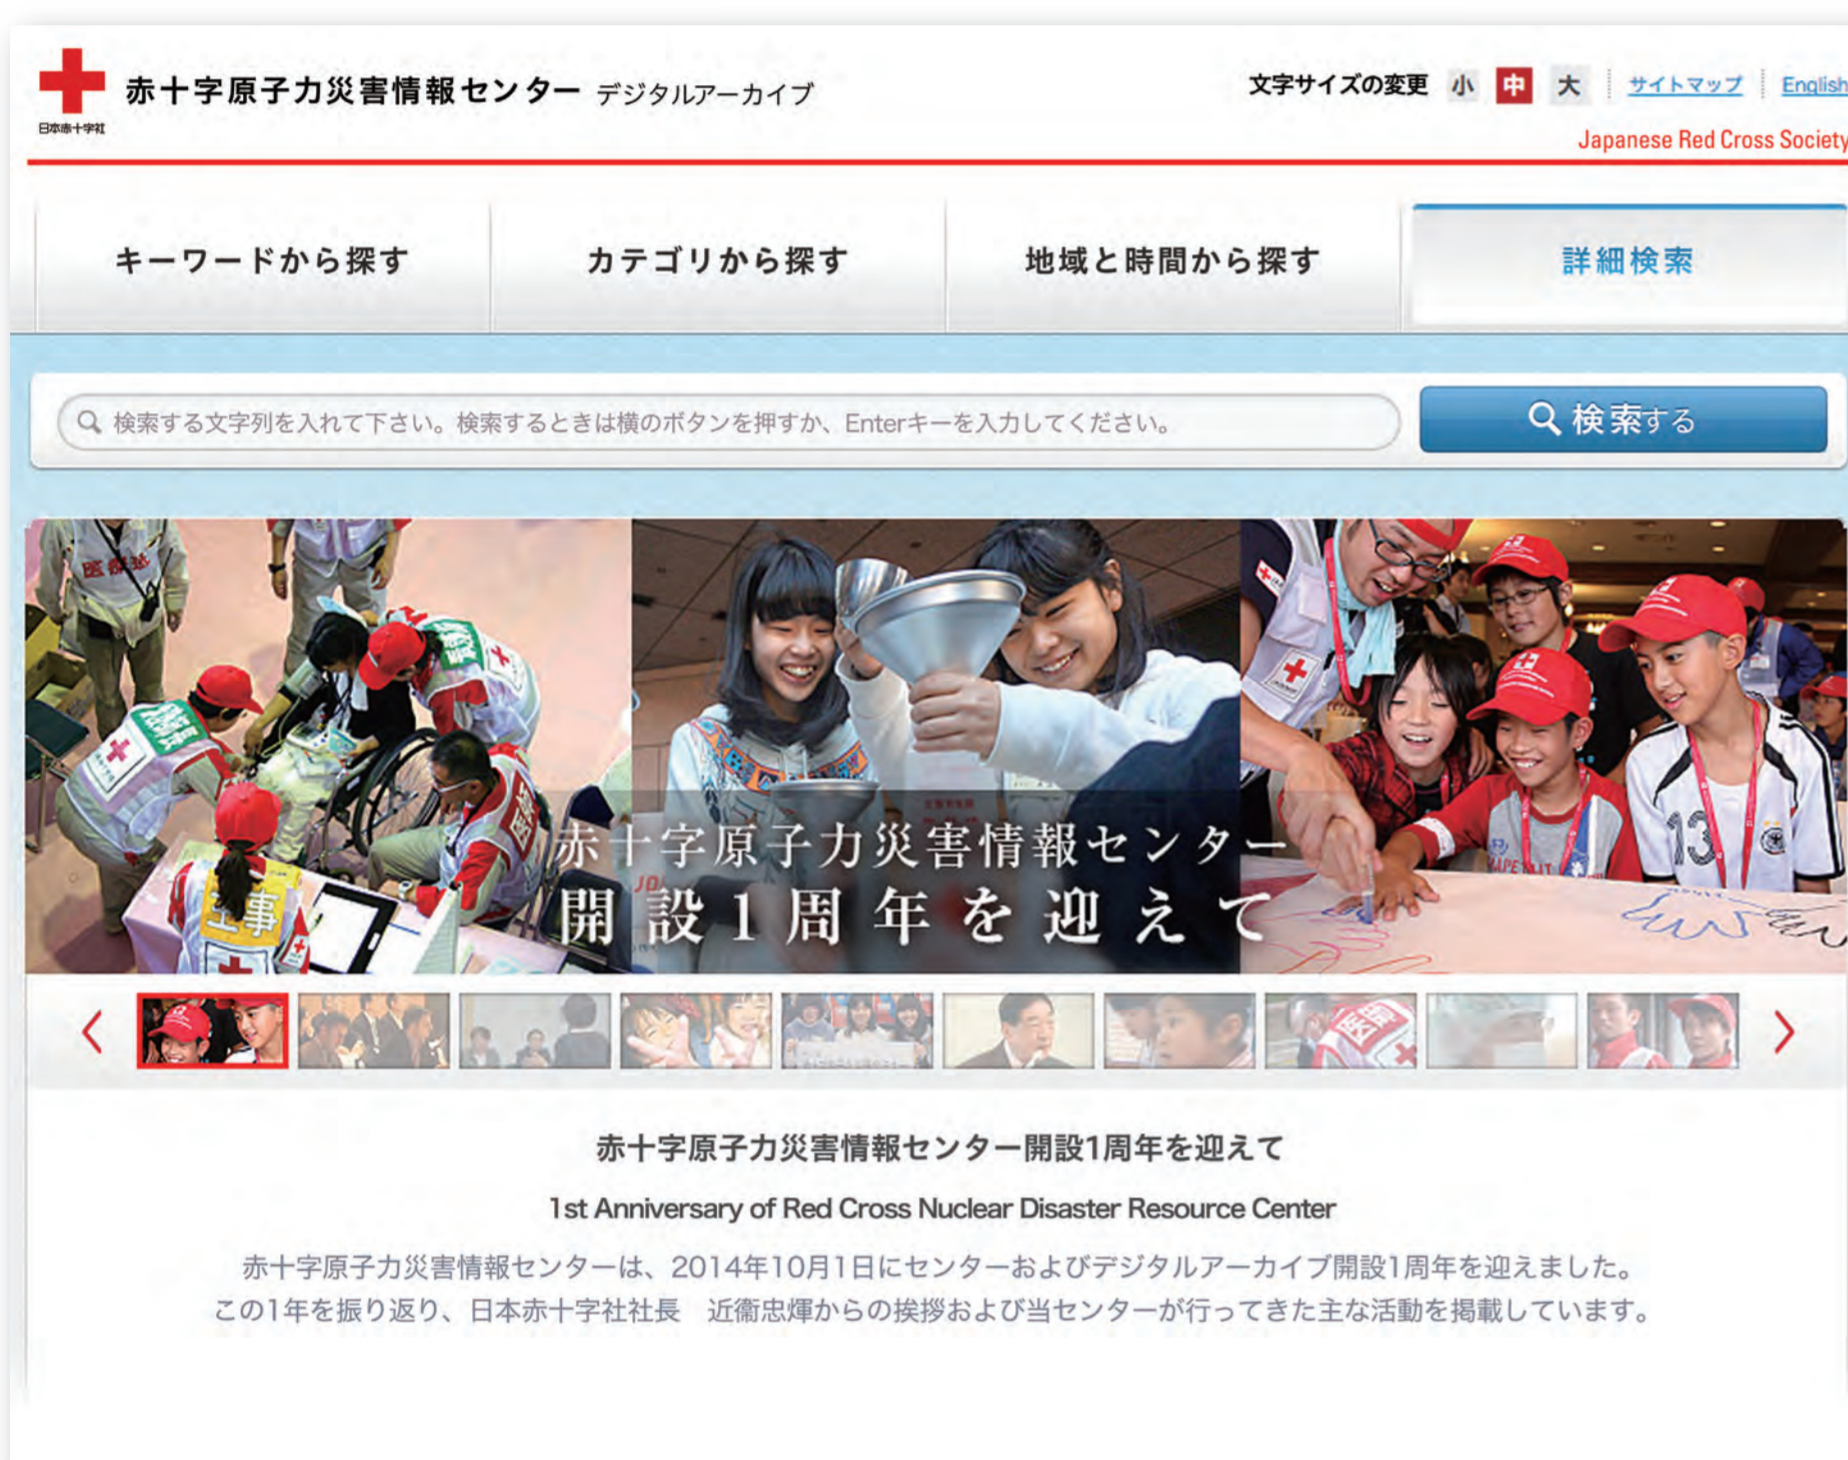 日本赤十字社
赤十字原子力災害情報センター デジタルアーカイブ
文字サイズの変更 小 中 大 サイトマップ English
Japanese Red Cross Society
キーワードから探す カテゴリから探す 地域と時間から探す 詳細検索
検索する文字列を入れて下さい。検索するときは横のボタンを押すか、Enterキーを入力してください。 検索する
赤十字原子力災害情報センター
開設1周年を迎えて
13
主事
医師
赤十字原子力災害情報センター開設1周年を迎えて
1st Anniversary of Red Cross Nuclear Disaster Resource Center
赤十字原子力災害情報センターは、2014年10月1日にセンターおよびデジタルアーカイブ開設1周年を迎えました。
この1年を振り返り、日本赤十字社社長 近衞忠煇からの挨拶および当センターが行ってきた主な活動を掲載しています。